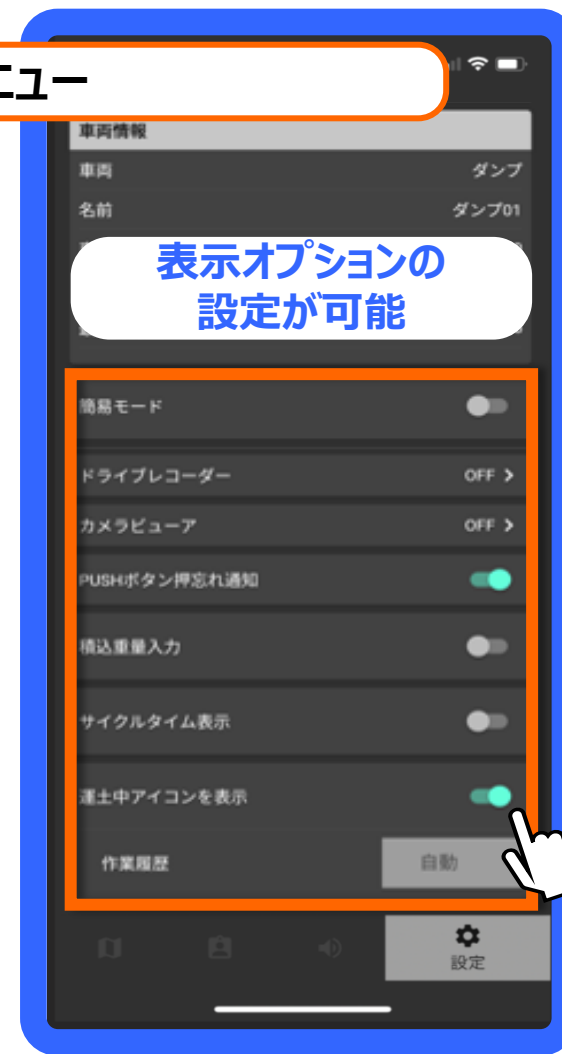 ニュー
車両情報
車両 ダンプ
名前 ダンプ01
表示オプションの
設定が可能
簡易モード
ドライブレコーダー OFF
カメラビューア OFF
PUSHボタン押忘れ通知
積込重量入力
サイクルタイム表示
運土中アイコンを表示
作業履歴 自動
設定